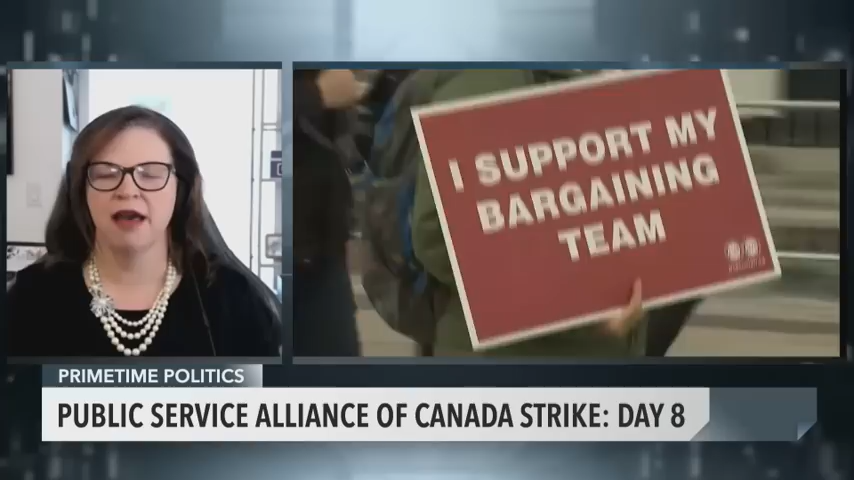 I SUPPORT MY
BARGAINING
TEAM
PRIMETIME POLITICS
PUBLIC SERVICE ALLIANCE OF CANADA STRIKE: DAY 8